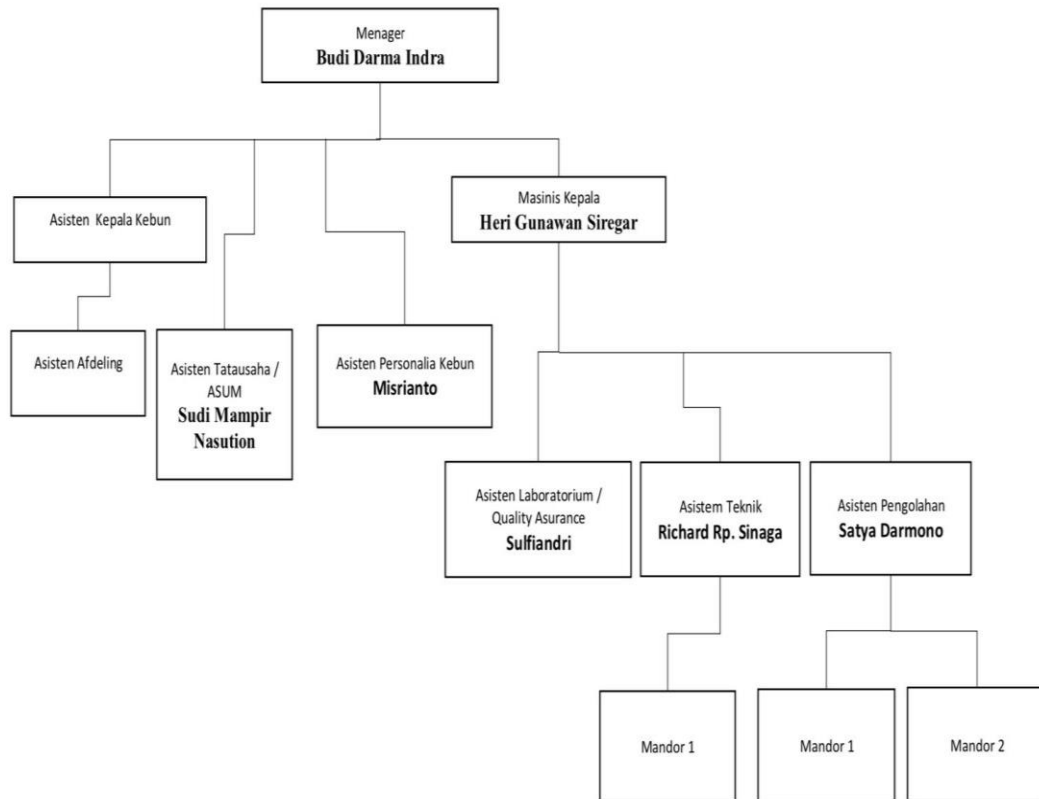 Menager
Budi Darma Indra
Asisten Kepala Kebun
Masinis Kepala
Heri Gunawan Siregar
Asisten Afdeling
Asisten Tatausaha /
ASUM
Sudi Mampir
Nasution
Asisten Personalia Kebun
Misrianto
Asisten Laboratorium /
Quality Asurance
Sulfiandri
Asistem Teknik
Richard Rp. Sinaga
Asisten Pengolahan
Satya Darmono
Mandor 1
Mandor 1
Mandor 2